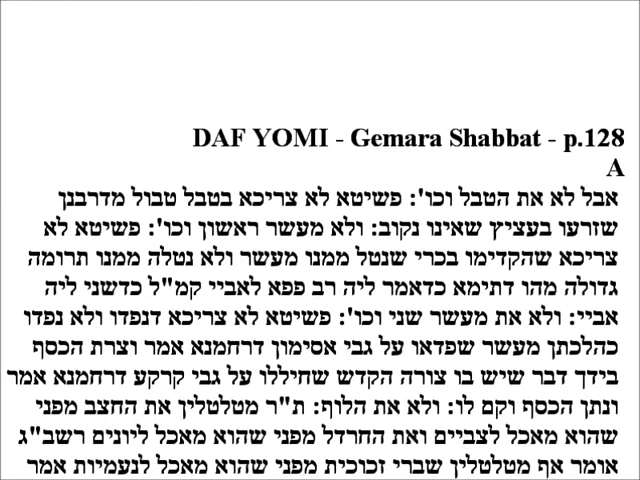 DAF YOMI - Gemara Shabbat - p.128
A
אבל לא את הטבל וכו': פשיטא לא צריכא בטבל טבול מדרבנן
שזרעו בעציץ שאינו נקוב: ולא מעשר ראשון וכו': פשיטא לא
צריכא שהקדימו בכרי שנטל ממנו מעשר ולא נטלה ממנו תרומה
גדולה מהו דתימא כדאמר ליה רב פפא לאביי קמ"ל כדשני ליה
אביי: ולא את מעשר שני וכו': פשיטא לא צריכא דנפדו ולא נפדו
כהלכתן מעשר שפדאו על גבי אסימון דרחמנא אמר וצרת הכסף
בידך דבר שיש בו צורה הקדש שחיללו על גבי קרקע דרחמנא אמר
ונתן הכסף וקם לו: ולא את הלוף: ת"ר מטלטלין את החצב מפני
שהוא מאכל לצביים ואת החרדל מפני שהוא מאכל ליונים רשב"ג
אומר אף מטלטלין שברי זכוכית מפני שהוא מאכל לנעמיות אמר